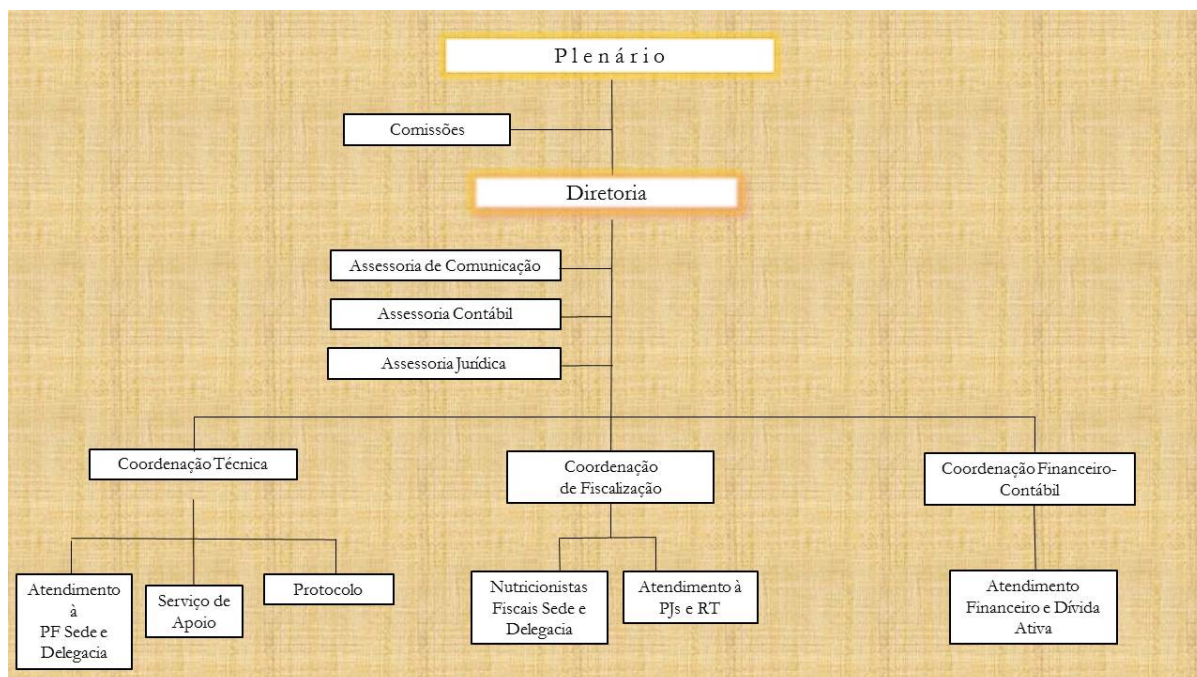 Plenário
Comissões
Diretoria
Assessoria de Comunicação
Assessoria Contábil
Assessoria Jurídica
Coordenação Técnica
Coordenação
de Fiscalização
Coordenação Financeiro-
Contábil
Atendimento
à
PF Sede e
Delegacia
Serviço de
Apoio
Protocolo
Nutricionistas
Fiscais Sede e
Delegacia
Atendimento à
PJs e RT
Atendimento
Financeiro e Dívida
Ativa